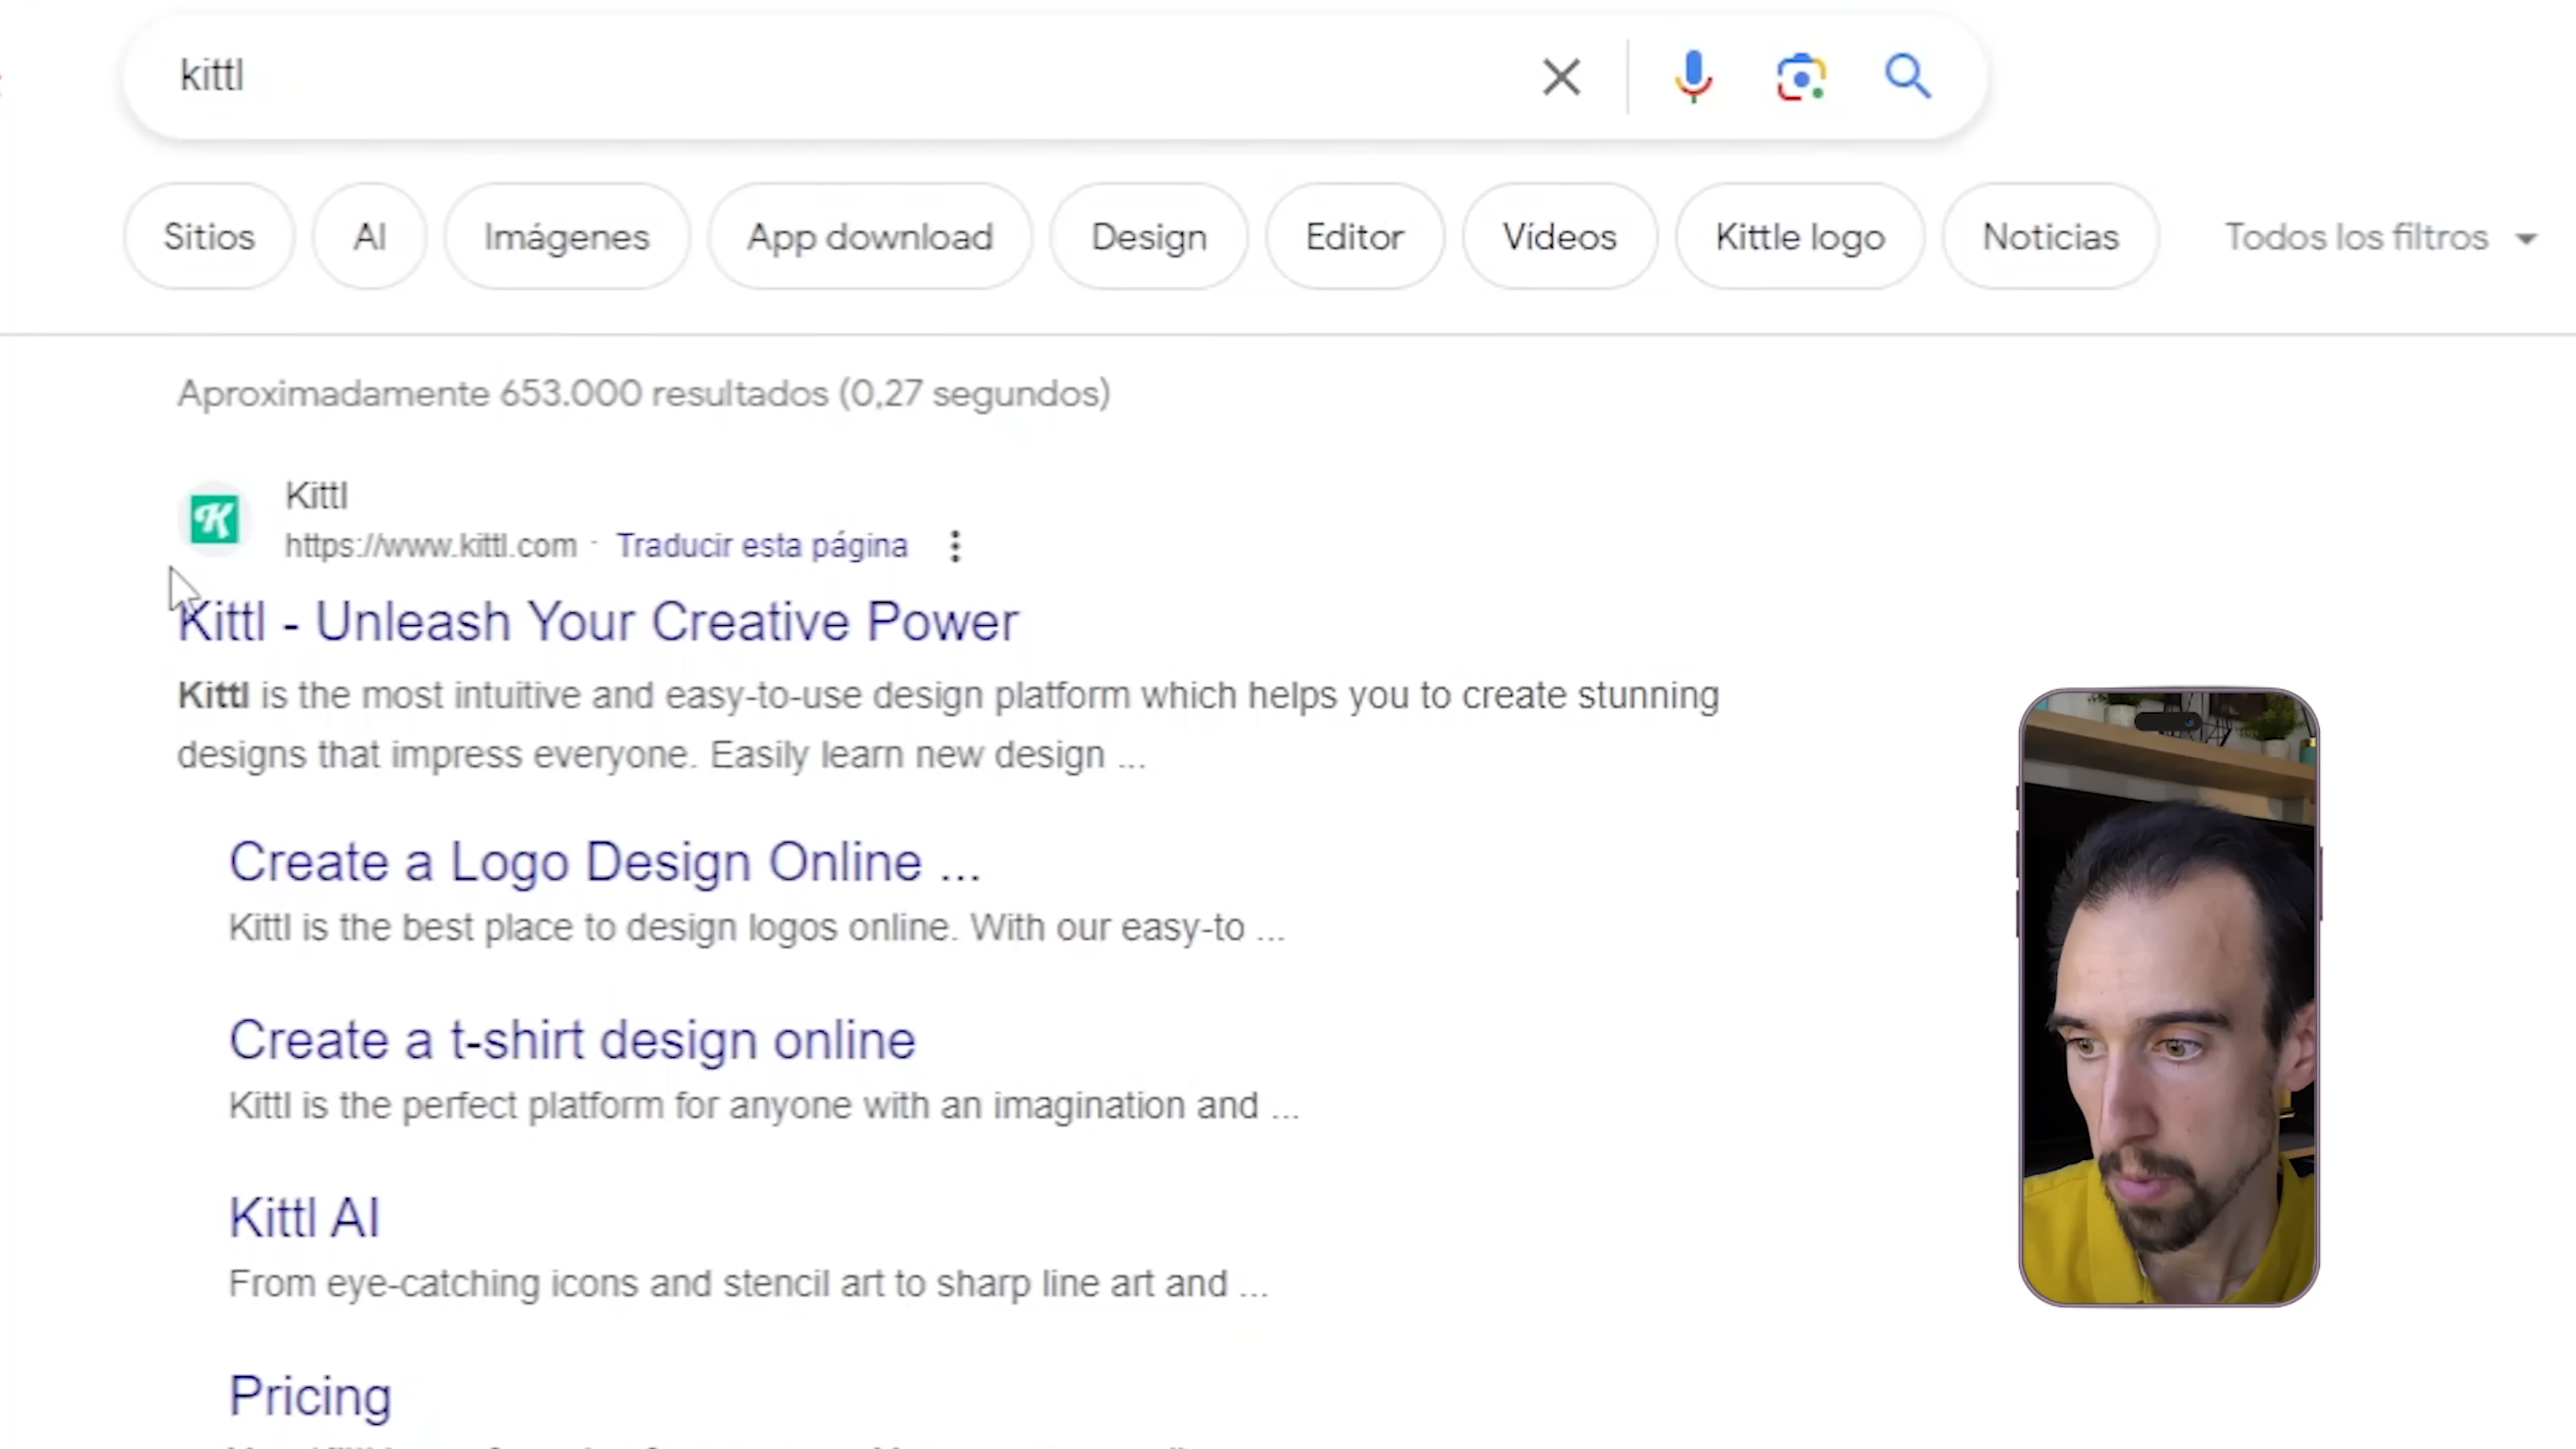 kittl
Sitios AI Imágenes App download Design Editor Vídeos Kittle logo Noticias Todos los filtros
Aproximadamente 653.000 resultados (0,27 segundos)
Kittl
https://www.kittl.com · Traducir esta página
Kittl - Unleash Your Creative Power
Kittl is the most intuitive and easy-to-use design platform which helps you to create stunning
designs that impress everyone. Easily learn new design ...
Create a Logo Design Online ...
Kittl is the best place to design logos online. With our easy-to ...
Create a t-shirt design online
Kittl is the perfect platform for anyone with an imagination and ...
Kittl AI
From eye-catching icons and stencil art to sharp line art and ...
Pricing